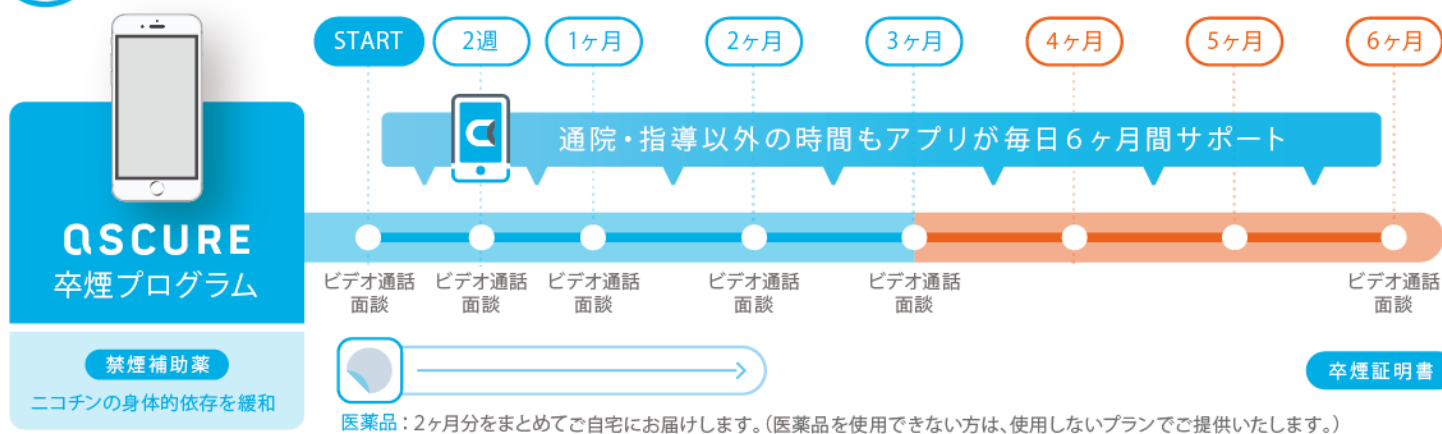 START
2週
1ヶ月
2ヶ月
3ヶ月
4ヶ月
5ヶ月
6ヶ月
通院・指導以外の時間もアプリが毎日6ヶ月間サポート
ascure
卒煙プログラム
ビデオ通話
面談
ビデオ通話
面談
ビデオ通話
面談
ビデオ通話
面談
ビデオ通話
面談
ビデオ通話
面談
禁煙補助薬
ニコチンの身体的依存を緩和
卒煙証明書
医薬品：2ヶ月分をまとめてご自宅にお届けします。（医薬品を使用できない方は、使用しないプランでご提供いたします。）